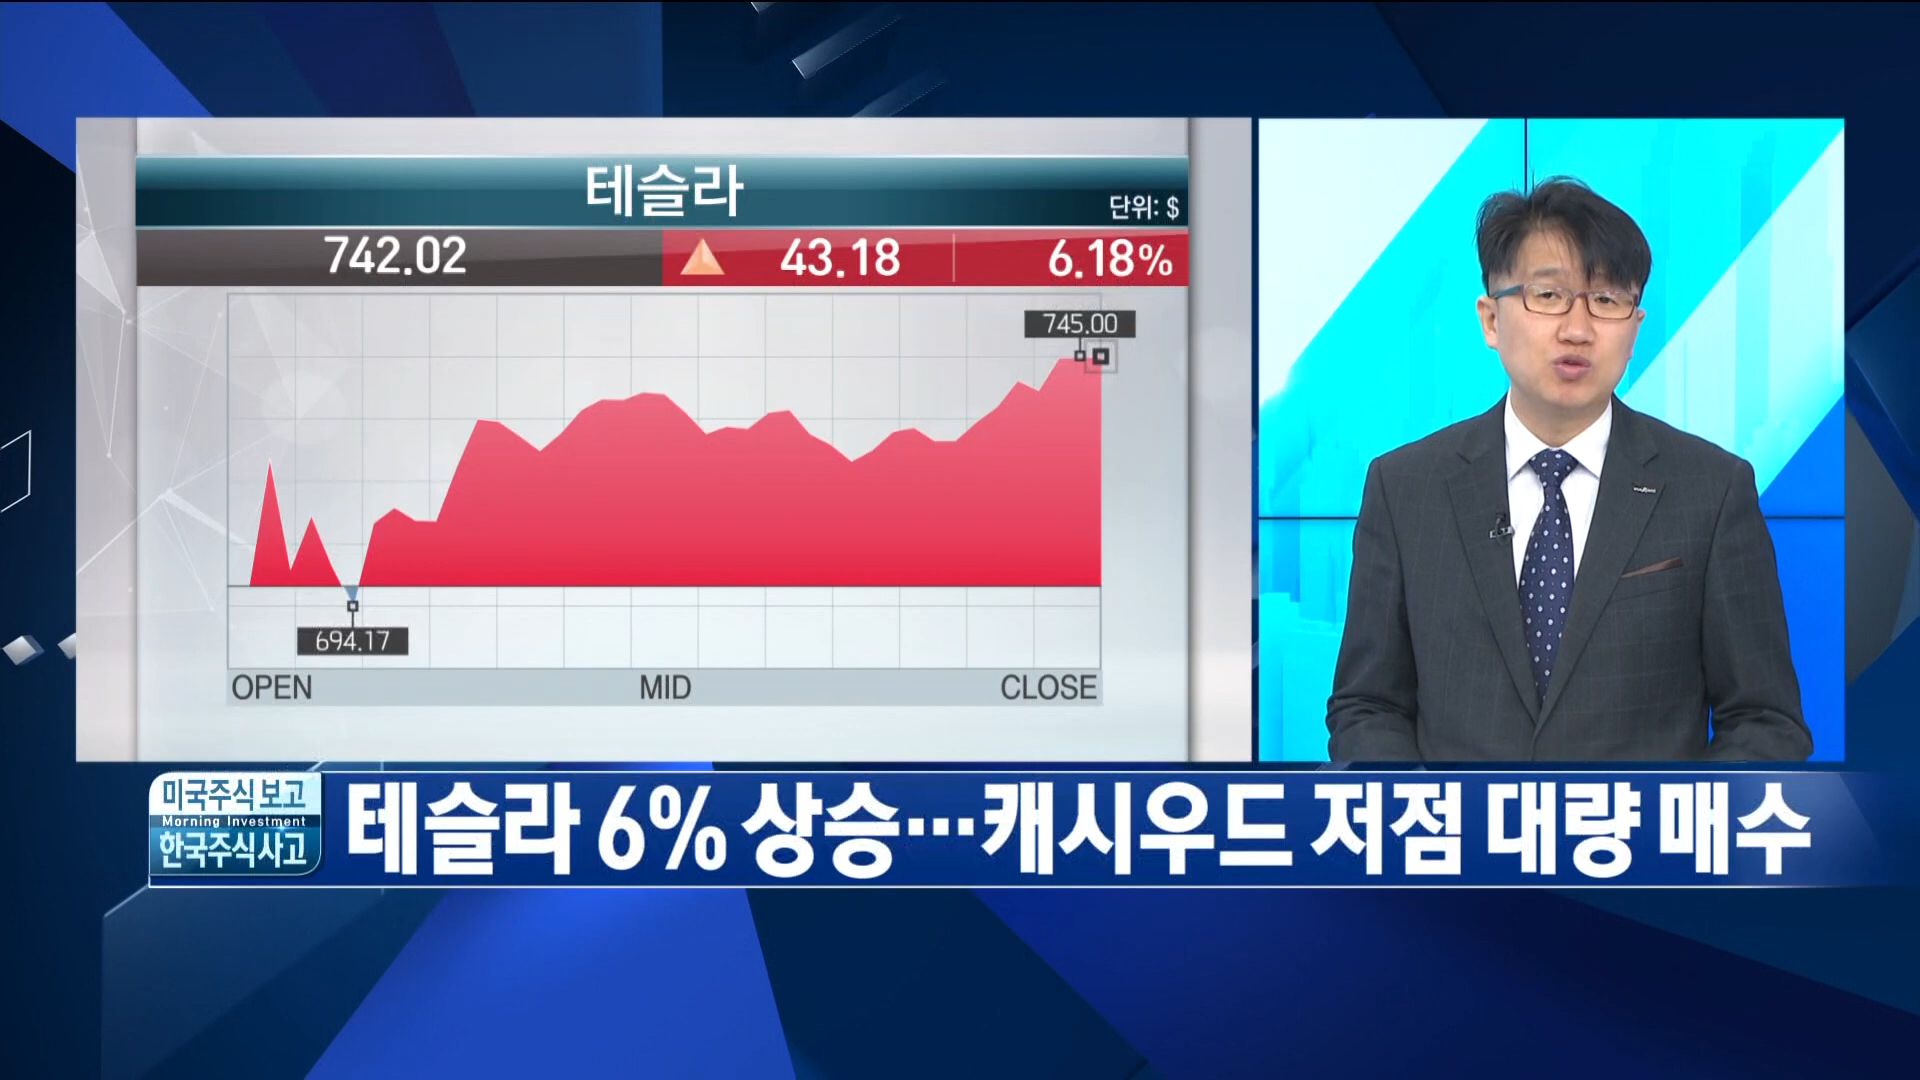 테슬라
단위: $
742.02 43.18 6.18%
745.00
694.17
OPEN MID CLOSE
미국주식 보고
Morning Investment
한국주식 사고
테슬라 6% 상승…캐시우드 저점 대량 매수